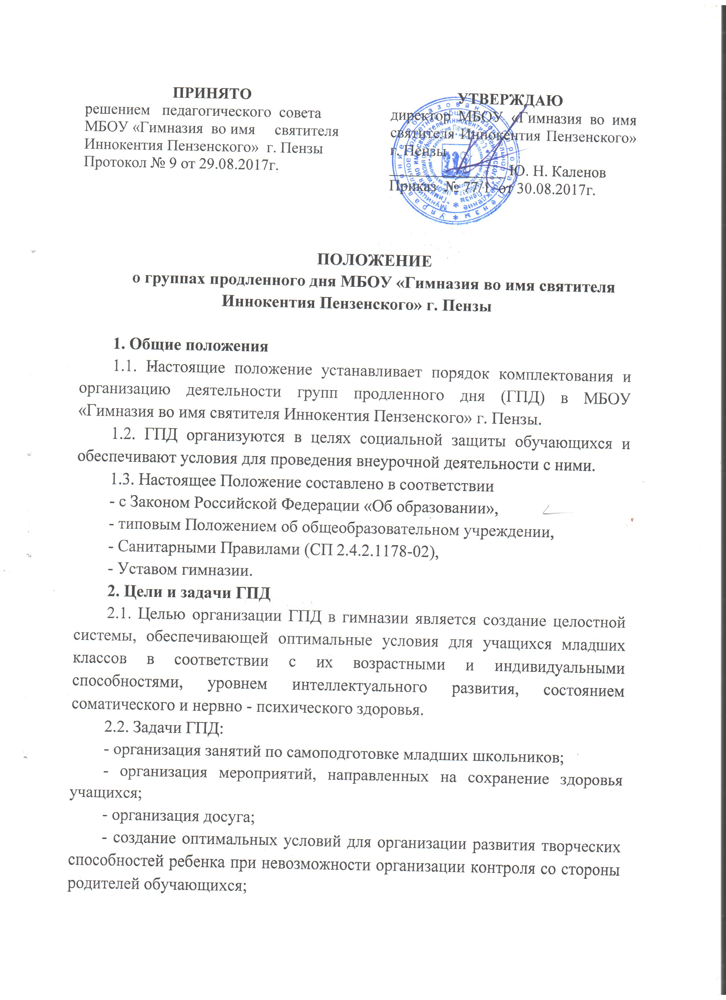 ПРИНЯТО
решением педагогического совета
МБОУ «Гимназия во имя святителя
Иннокентия Пензенского» г. Пензы
Протокол № 9 от 29.08.2017г.
УТВЕРЖДАЮ
директор МБОУ «Гимназия во имя
святителя Иннокентия Пензенского»
г. Пензы
Ю. Н. Каленов
Приказ № 77/1 от 30.08.2017г.
Управление образования города Пензы
ПОЛОЖЕНИЕ
о группах продленного дня МБОУ «Гимназия во имя святителя
Иннокентия Пензенского» г. Пензы
1. Общие положения
1.1. Настоящие положение устанавливает порядок комплектования и
организацию деятельности групп продленного дня (ГПД) в МБОУ
«Гимназия во имя святителя Иннокентия Пензенского» г. Пензы.
1.2. ГПД организуются в целях социальной защиты обучающихся и
обеспечивают условия для проведения внеурочной деятельности с ними.
1.3. Настоящее Положение составлено в соответствии
- с Законом Российской Федерации «Об образовании»,
- типовым Положением об общеобразовательном учреждении,
- Санитарными Правилами (СП 2.4.2.1178-02),
- Уставом гимназии.
2. Цели и задачи ГПД
2.1. Целью организации ГПД в гимназии является создание целостной
системы, обеспечивающей оптимальные условия для учащихся младших
классов в соответствии с их возрастными и индивидуальными
способностями, уровнем интеллектуального развития, состоянием
соматического и нервно - психического здоровья.
2.2. Задачи ГПД:
- организация занятий по самоподготовке младших школьников;
- организация мероприятий, направленных на сохранение здоровья
учащихся;
- организация досуга;
- создание оптимальных условий для организации развития творческих
способностей ребенка при невозможности организации контроля со стороны
родителей обучающихся;